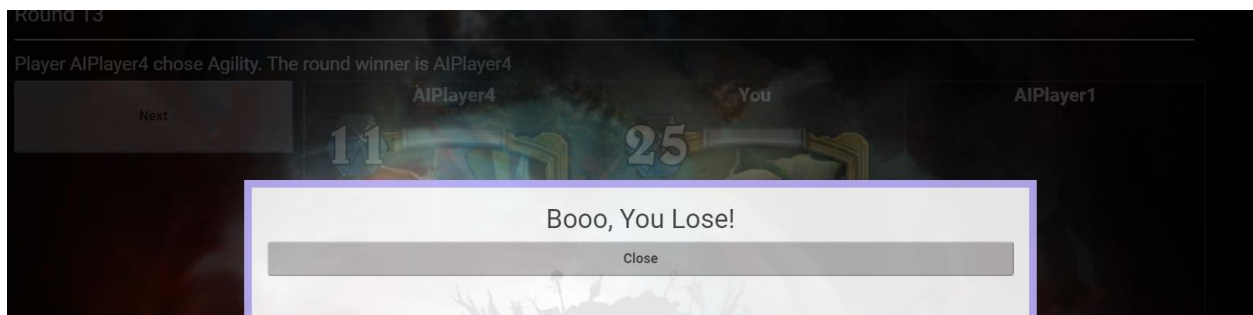 Round 13
Player AIPlayer4 chose Agility. The round winner is AIPlayer4
Next
AIPlayer4
You
AIPlayer1
11
25
Booo, You Lose!
Close